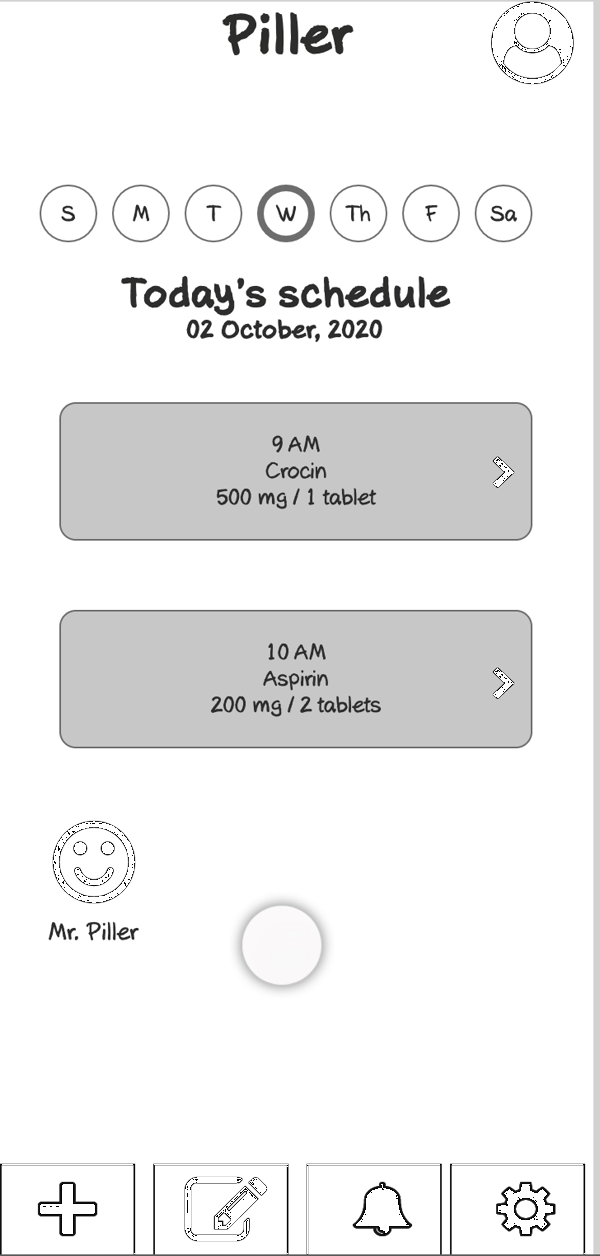 Piller
S M T W Th F Sa
Today's schedule
02 October, 2020
9 AM
Crocin
500 mg / 1 tablet
10 AM
Aspirin
200 mg / 2 tablets
Mr. Piller